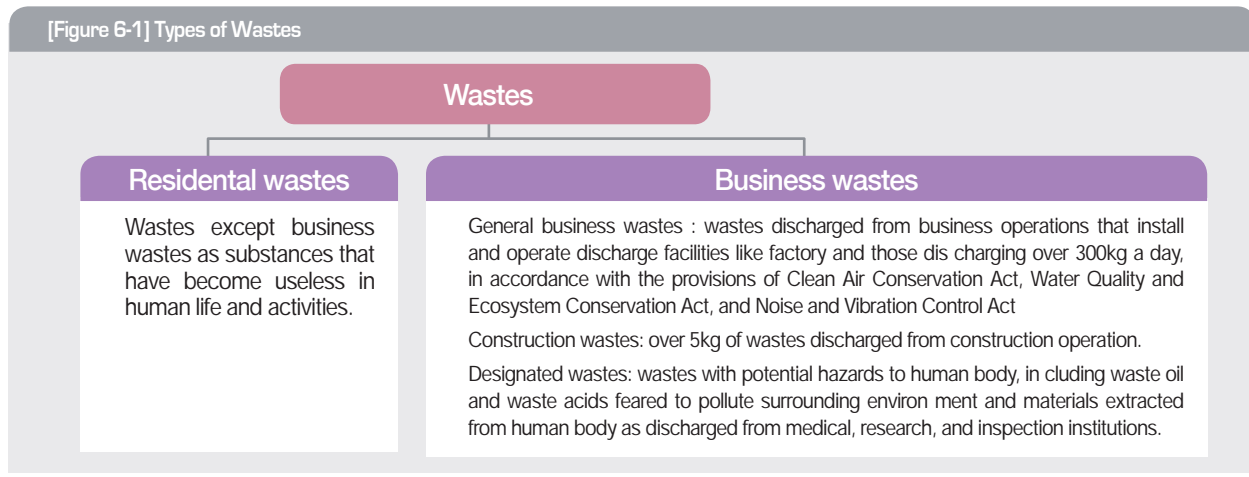 [Figure 6-1] Types of Wastes
Wastes
Residental wastes
Wastes except business
wastes as substances that
have become useless in
human life and activities.
Business wastes
General business wastes : wastes discharged from business operations that install
and operate discharge facilities like factory and those dis charging over 300kg a day,
in accordance with the provisions of Clean Air Conservation Act, Water Quality and
Ecosystem Conservation Act, and Noise and Vibration Control Act
Construction wastes: over 5kg of wastes discharged from construction operation.
Designated wastes: wastes with potential hazards to human body, in cluding waste oil
and waste acids feared to pollute surrounding environ ment and materials extracted
from human body as discharged from medical, research, and inspection institutions.